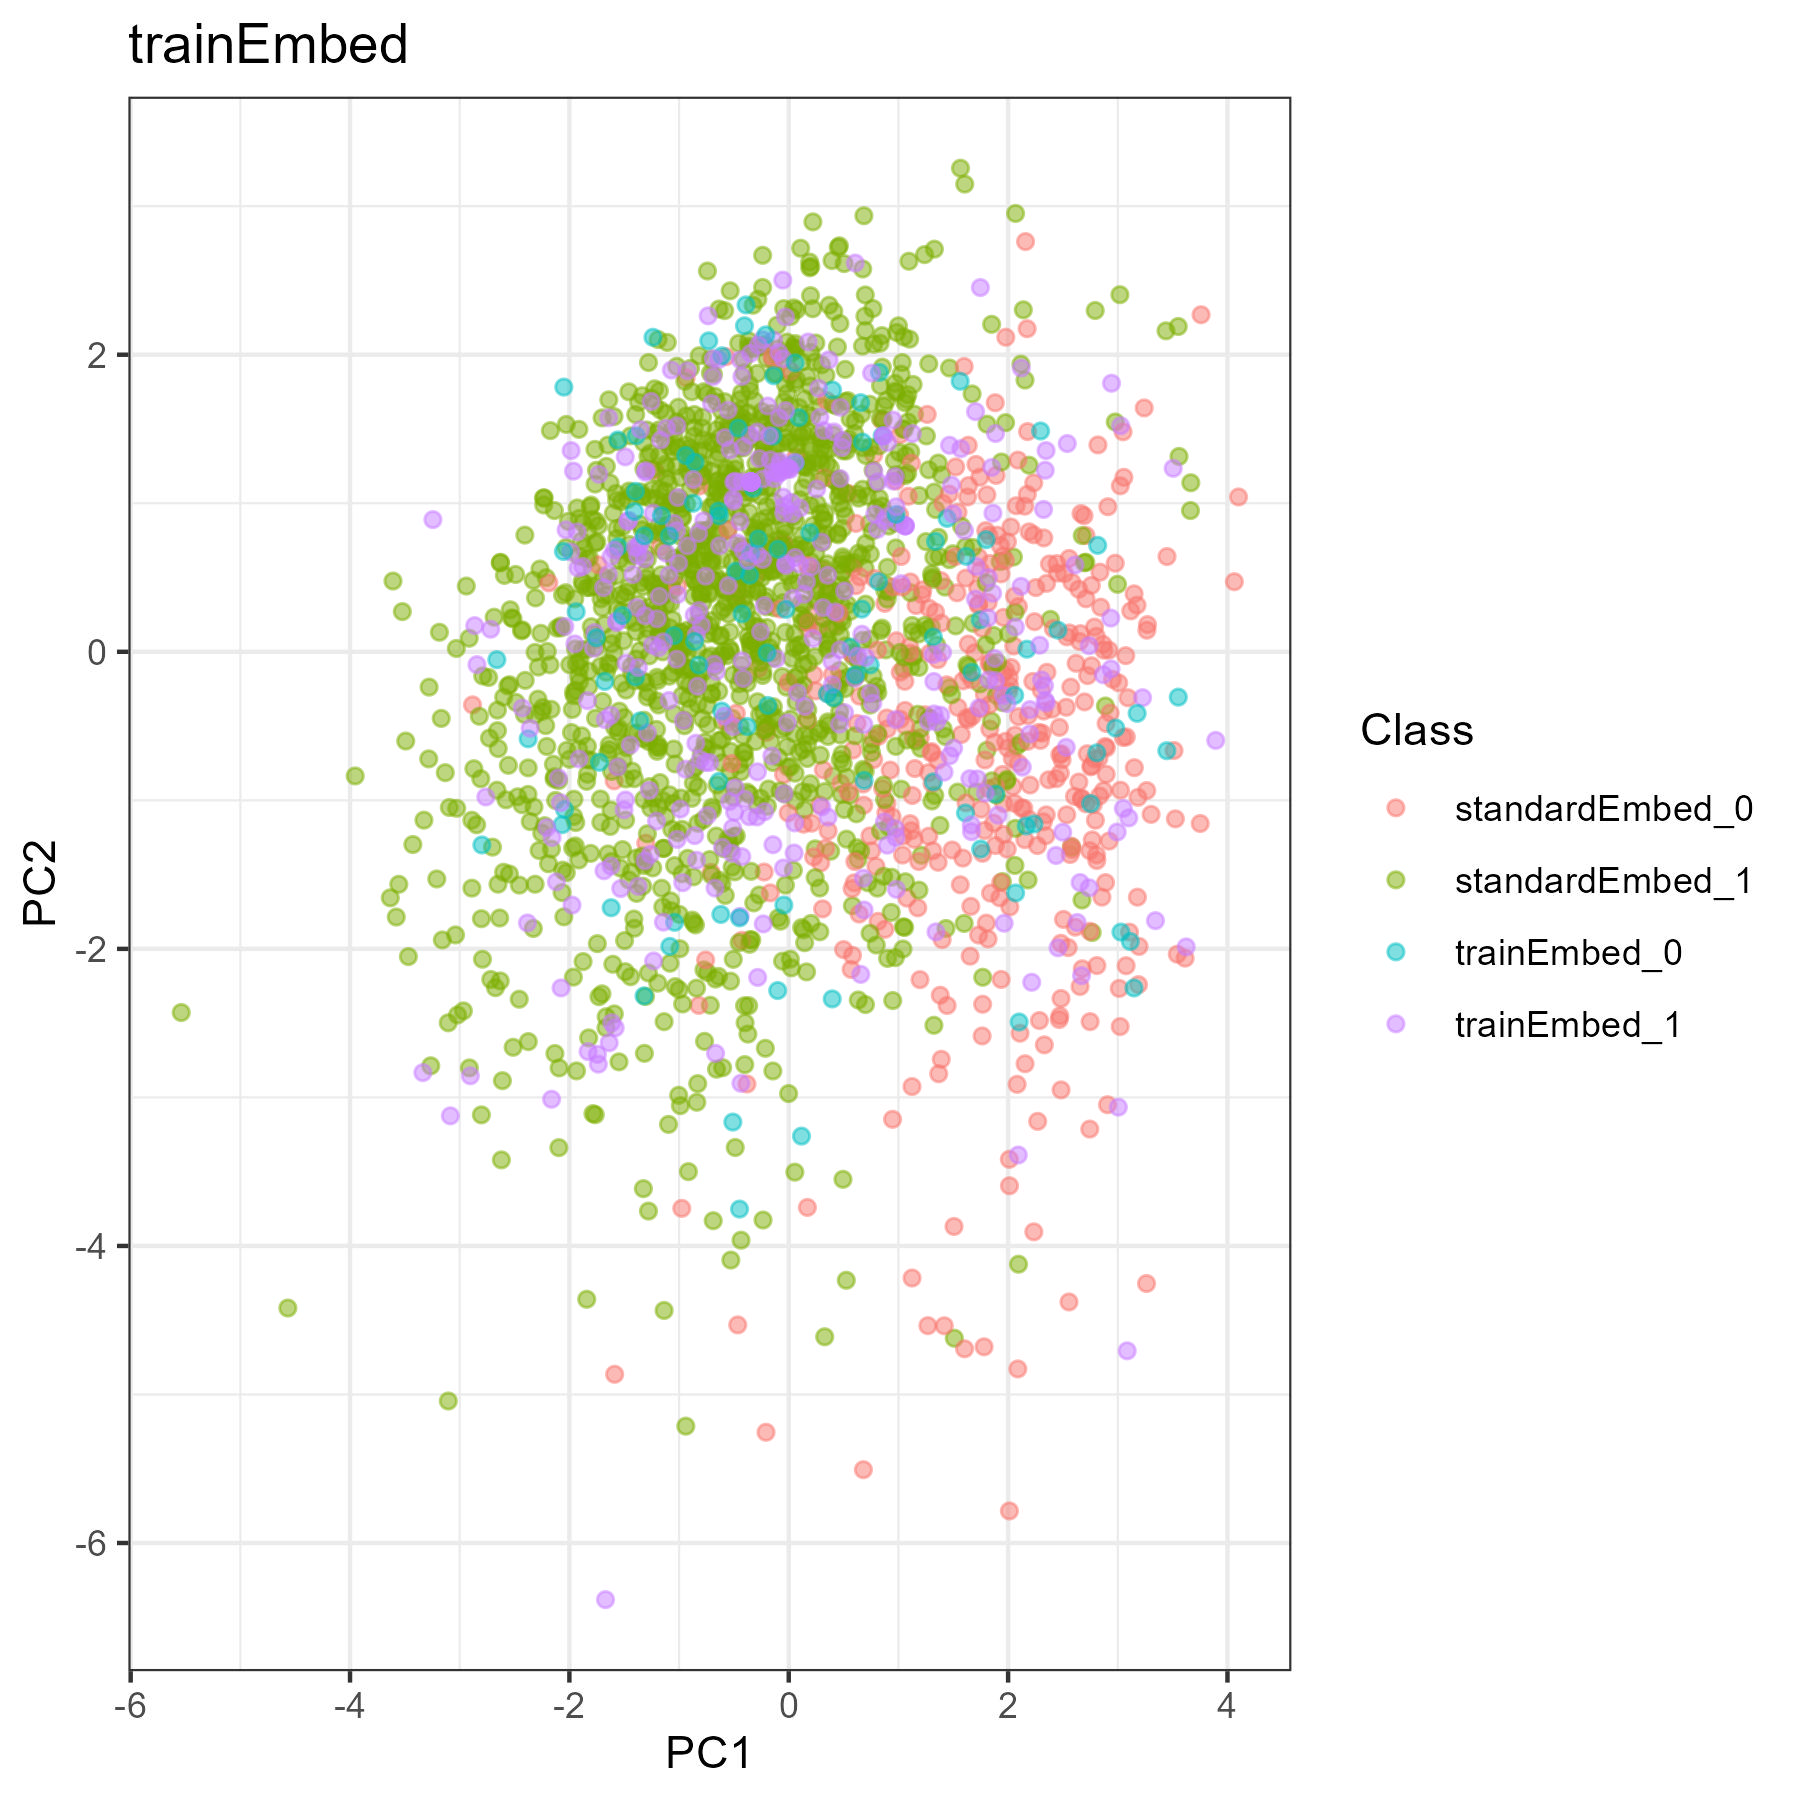 trainEmbed
2
0
-2
-4
-6
PC2
-6
-4
-2
0
2
4
PC1
Class
standardEmbed_0
standardEmbed_1
trainEmbed_0
trainEmbed_1